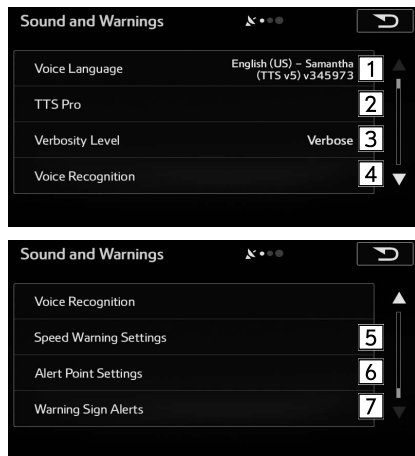 Sound and Warnings
Voice Language
English (US) – Samantha
(TTS v5) v345973
1
TTS Pro
2
Verbosity Level
Verbose
3
Voice Recognition
4
Sound and Warnings
Voice Recognition
Speed Warning Settings
5
Alert Point Settings
6
Warning Sign Alerts
7